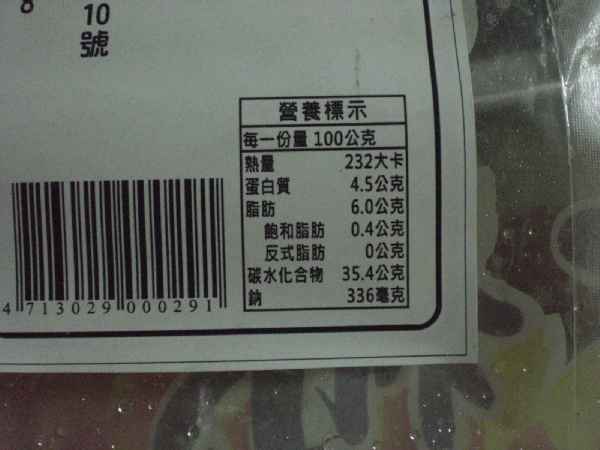 8
10
號
營養標示
每一份量 100公克
熱量 232大卡
蛋白質 4.5公克
脂肪 6.0公克
飽和脂肪 0.4公克
反式脂肪 0公克
碳水化合物 35.4公克
鈉 336毫克
4 713029 000291